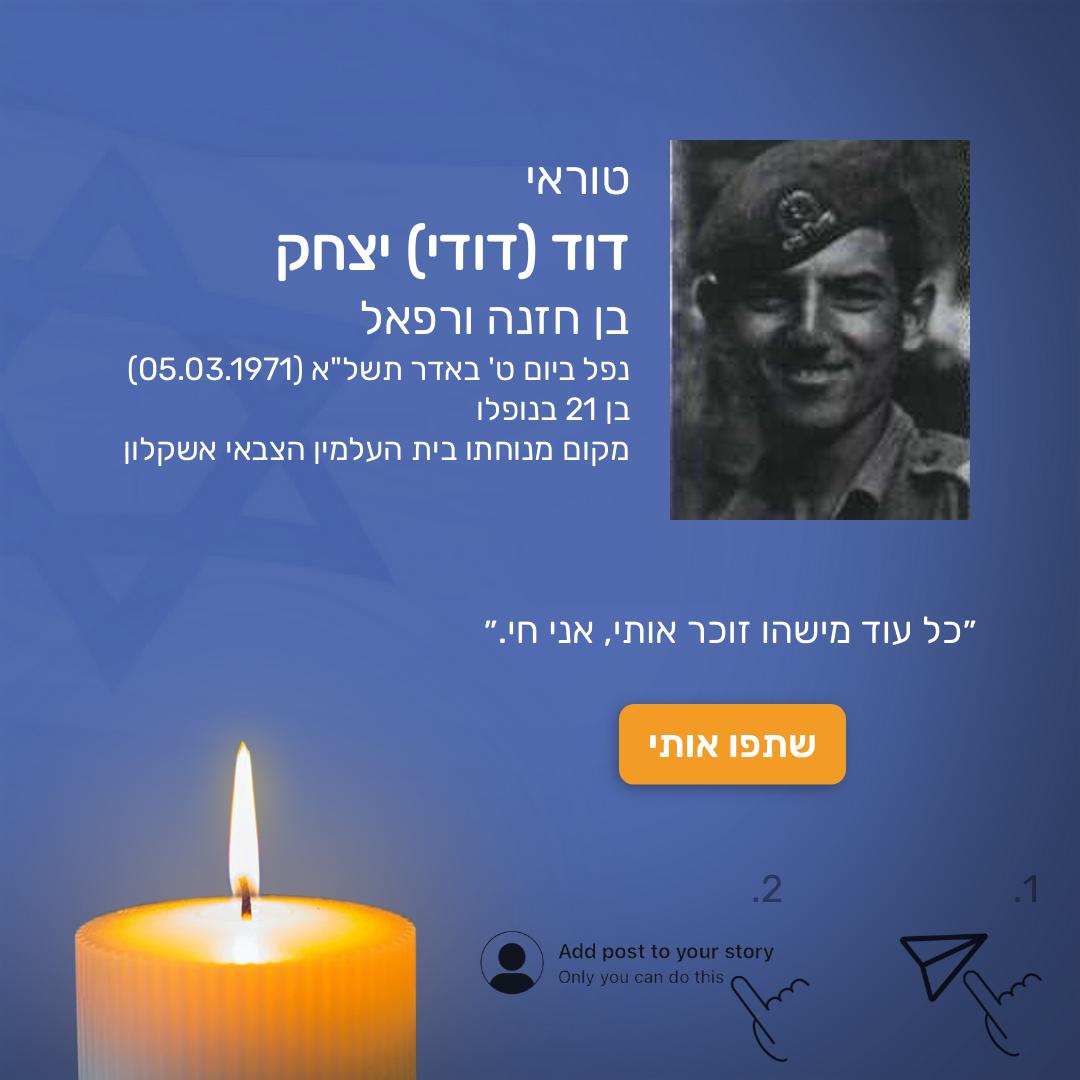 טוראי
דוד (דודי) יצחק
בן חזנה ורפאל
נפל ביום ט' באדר תשל"א (05.03.1971)
בן 21 בנופלו
מקום מנוחתו בית העלמין הצבאי אשקלון
״כל עוד מישהו זוכר אותי, אני חי.״
שתפו אותי
1.
2.
Add post to your story
Only you can do this